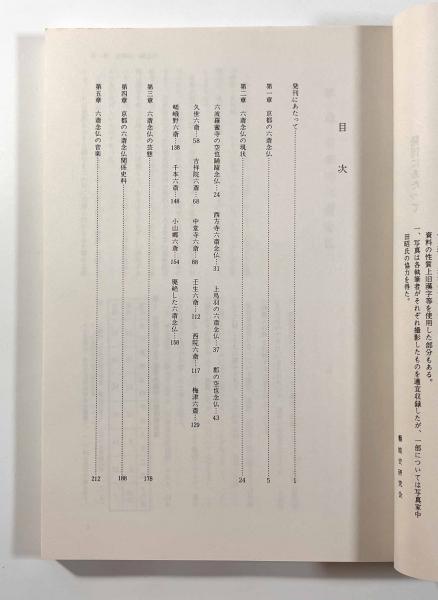 資料の性質上旧漢字等を使用した部分もある。
一、写真は各執筆者がそれぞれ撮影したものを適宜収録したが、一部については写真家中
田昭氏の協力を得た。
芸能史研究会
目次
発刊にあたって……1
第一章 京都の六斎念仏……5
第二章 六斎念仏の現状……24
六波羅蜜寺の空也踊躍念仏…24 西方寺六斎念仏…31 上鳥羽の六斎念仏…37 郡の空也念仏…43
久世六斎…58 吉祥院六斎…68 中堂寺六斎…88 壬生六斎…112 西院六斎…117 梅津六斎…129
嵯峨野六斎…138 千本六斎…148 小山郷六斎…154 廃絶した六斎念仏…158
第三章 六斎念仏の芸態……178
第四章 京都の六斎念仏関係史料……188
第五章 六斎念仏の音楽……212